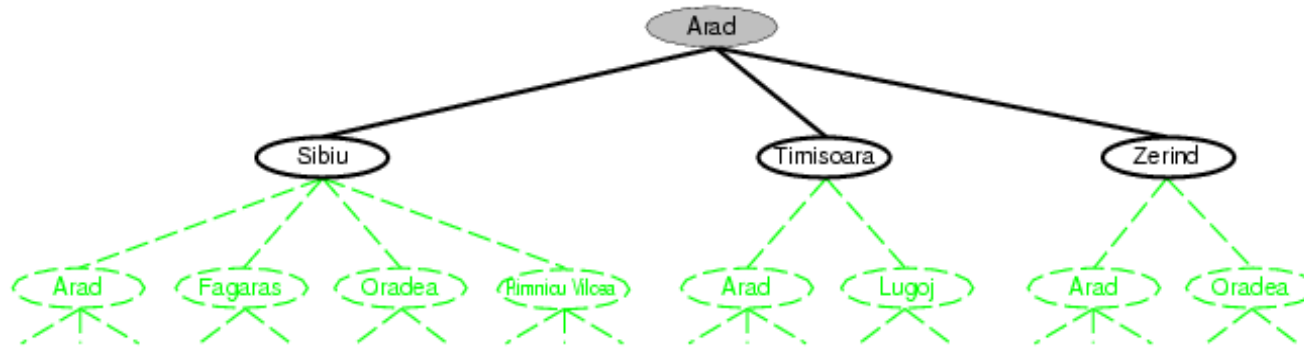 Arad
Sibiu
Timisoara
Zerind
Arad
Fagaras
Oradea
Rimnicu Vilcea
Arad
Lugoj
Arad
Oradea